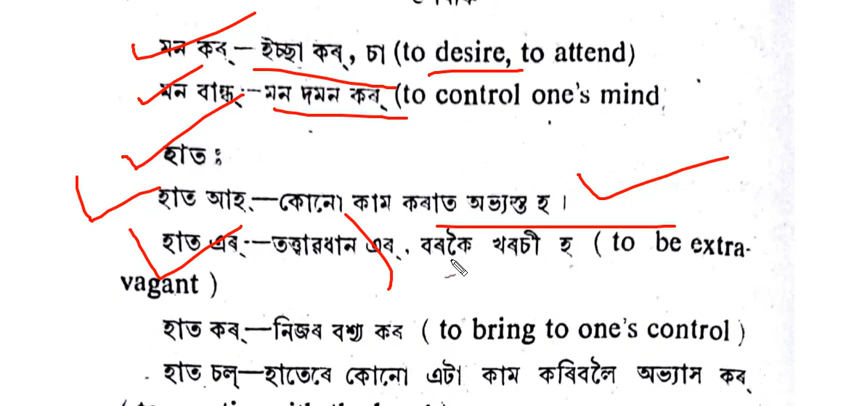 মন কৰ্— ইচ্ছা কৰ্, চা (to desire, to attend)
মন বান্ধ্—মন দমন কৰ্ (to control one's mind
হাত :
হাত আহ্—কোনো কাম কৰাত অভ্যস্ত হ।
হাত এৰ্—তত্বাৱধান এৰ্, বৰকৈ খৰচী হ ( to be extra-
vagant )
হাত কৰ্—নিজৰ বশ্য কৰ ( to bring to one's control )
হাত চল্—হাতেৰে কোনো এটা কাম কৰিবলৈ অভ্যাস কৰ্